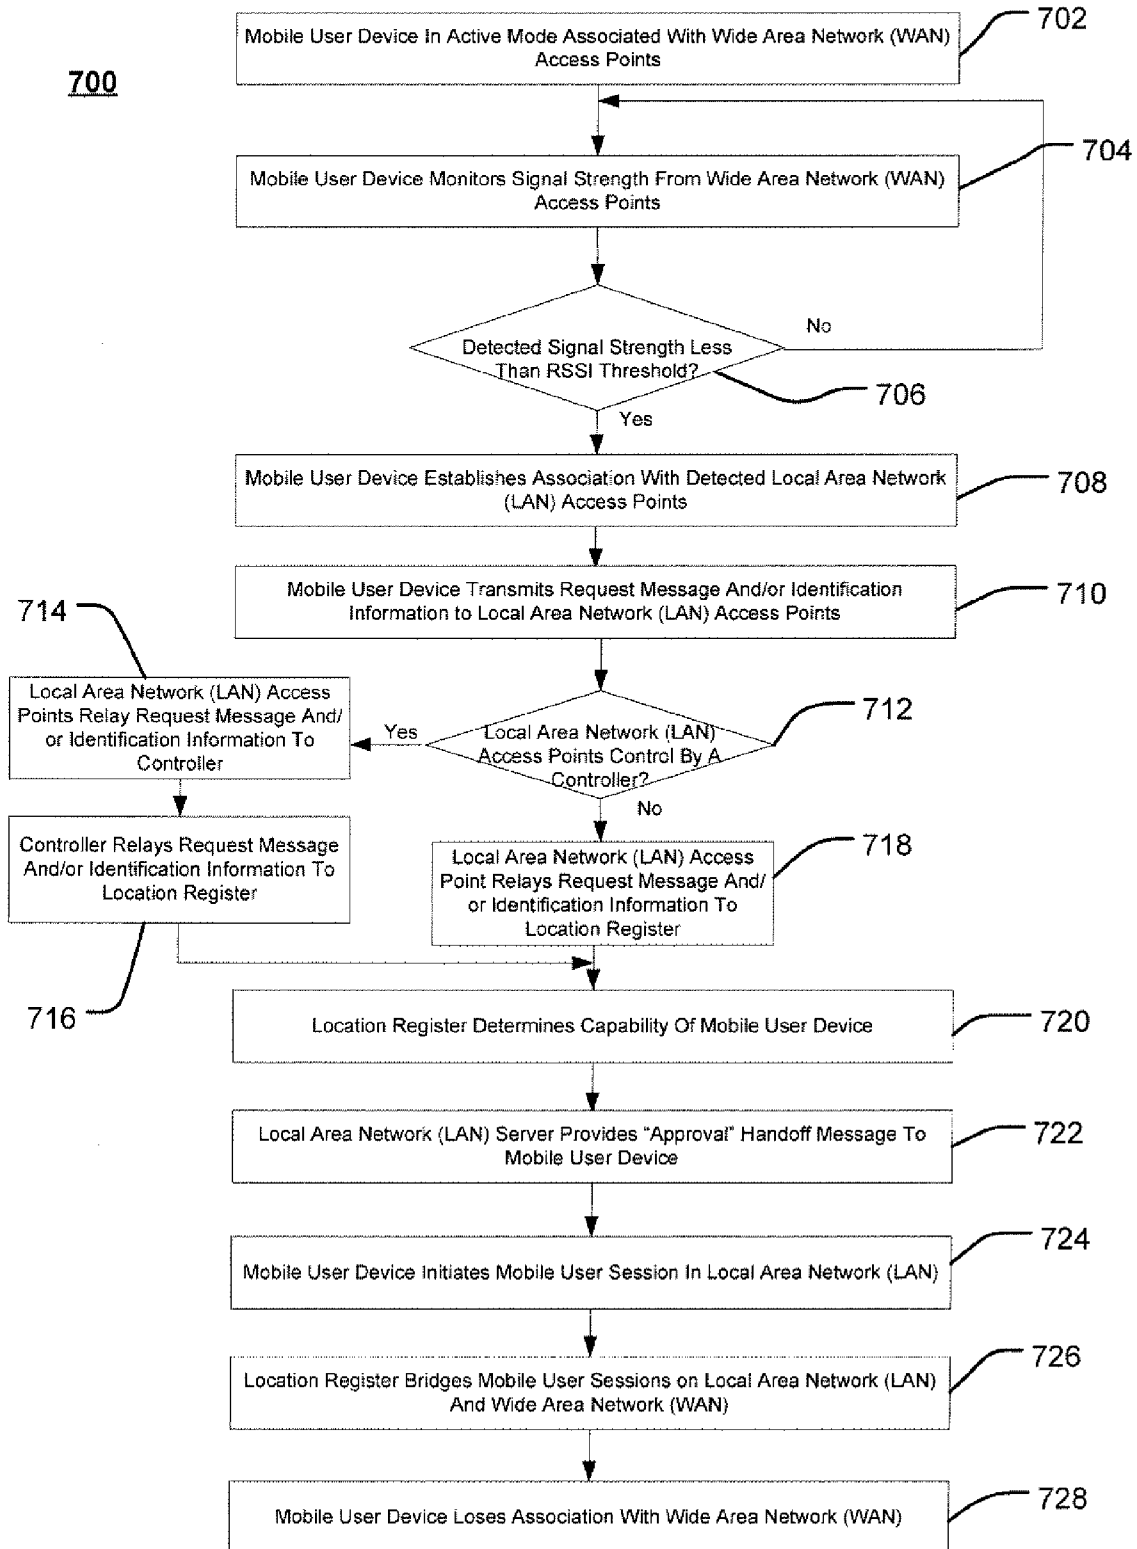 702
Mobile User Device In Active Mode Associated With Wide Area Network (WAN)
Access Points
700
704
Mobile User Device Monitors Signal Strength From Wide Area Network (WAN)
Access Points
No
Detected Signal Strength Less
Than RSSI Threshold?
706
Yes
Mobile User Device Establishes Association With Detected Local Area Network
(LAN) Access Points
708
Mobile User Device Transmits Request Message And/or Identification
Information to Local Area Network (LAN) Access Points
710
714
Local Area Network (LAN) Access
Points Relay Request Message And/
or Identification Information To
Controller
Yes
Local Area Network (LAN)
Access Points Control By A
Controller?
712
No
Controller Relays Request Message
And/or Identification Information To
Location Register
716
Local Area Network (LAN) Access
Point Relays Request Message And/
or Identification Information To
Location Register
718
Location Register Determines Capability Of Mobile User Device
720
Local Area Network (LAN) Server Provides "Approval" Handoff Message To
Mobile User Device
722
Mobile User Device Initiates Mobile User Session In Local Area Network (LAN)
724
Location Register Bridges Mobile User Sessions on Local Area Network (LAN)
And Wide Area Network (WAN)
726
Mobile User Device Loses Association With Wide Area Network (WAN)
728